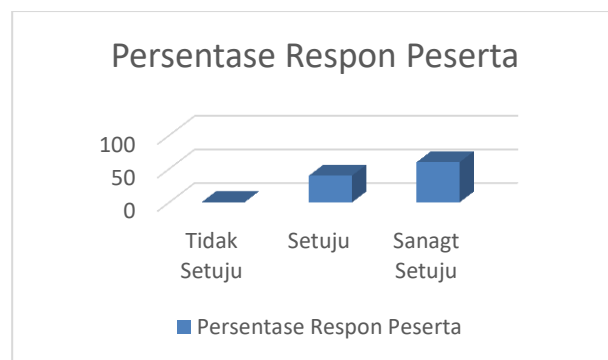 Persentase Respon Peserta
100
50
0
Tidak
Setuju
Setuju
Sanagt
Setuju
Persentase Respon Peserta